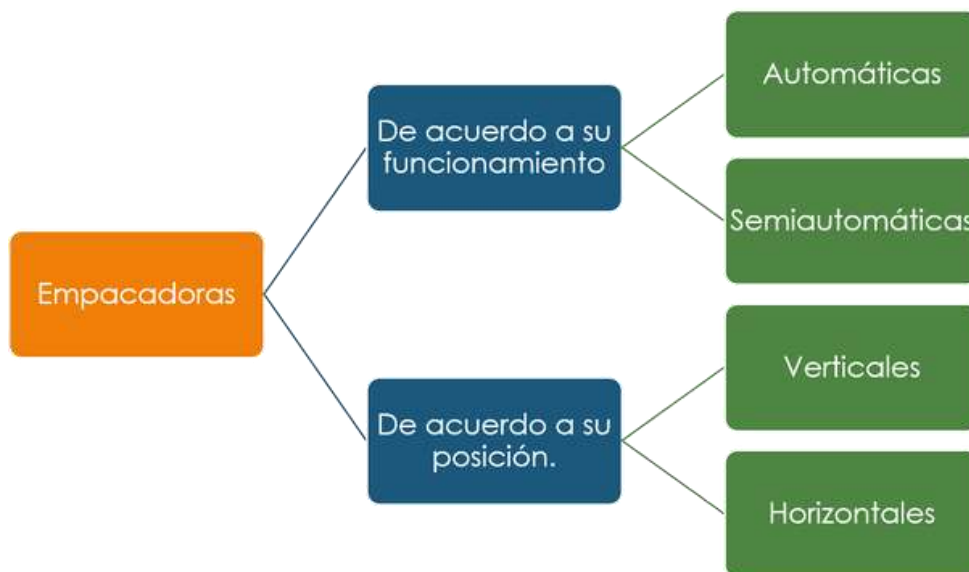 Empacadoras
De acuerdo a su
funcionamiento
Automáticas
Semiautomáticas
De acuerdo a su
posición.
Verticales
Horizontales